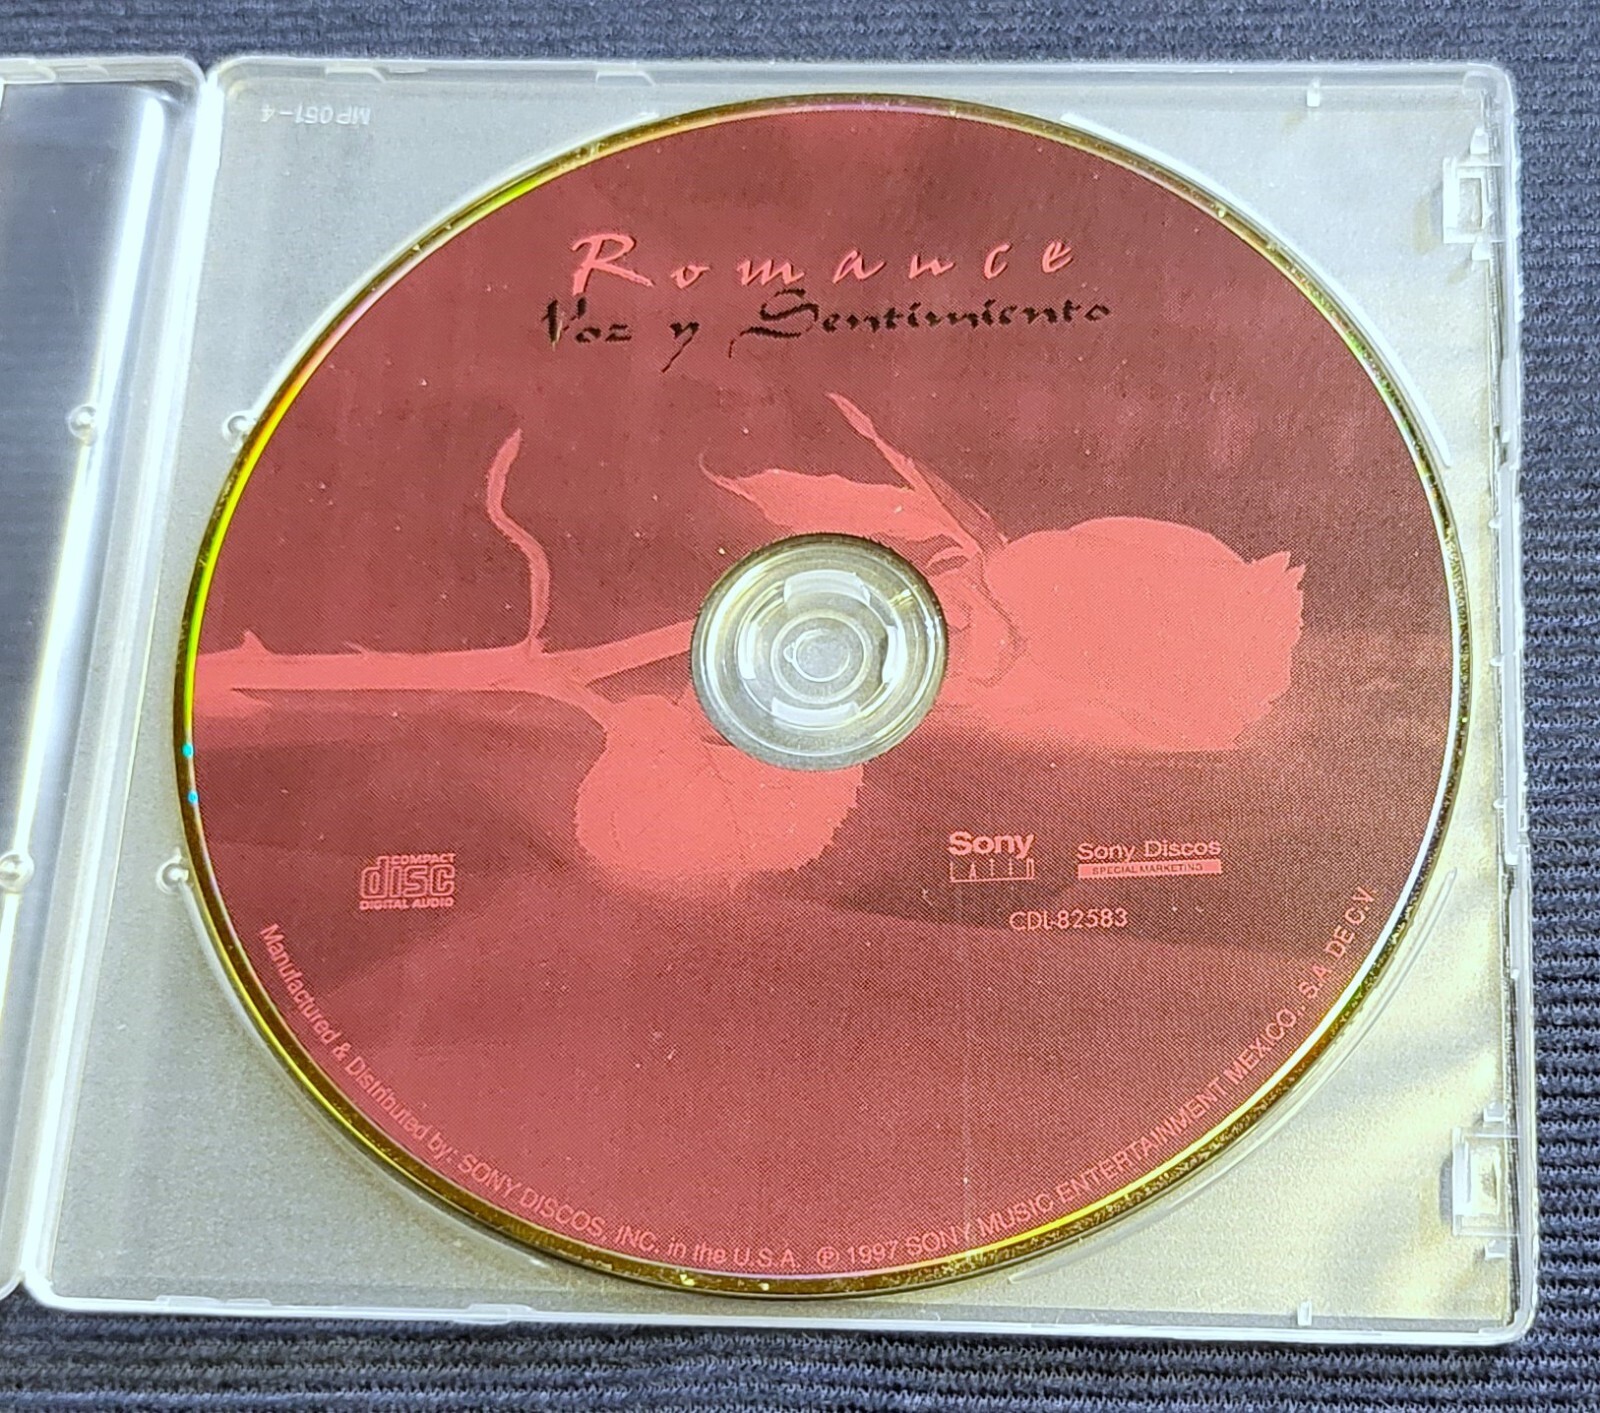 MP 051-4
Romance
Voz y Sentimiento
COMPACT
disc
DIGITAL AUDIO
Sony
LATIN
Sony Discos
SPECIAL MARKETING
CDL-82583
Manufactured & Distributed by: SONY DISCOS, INC. in the U.S.A. ℗ 1997 SONY MUSIC ENTERTAINMENT MEXICO, S.A. DE C.V.